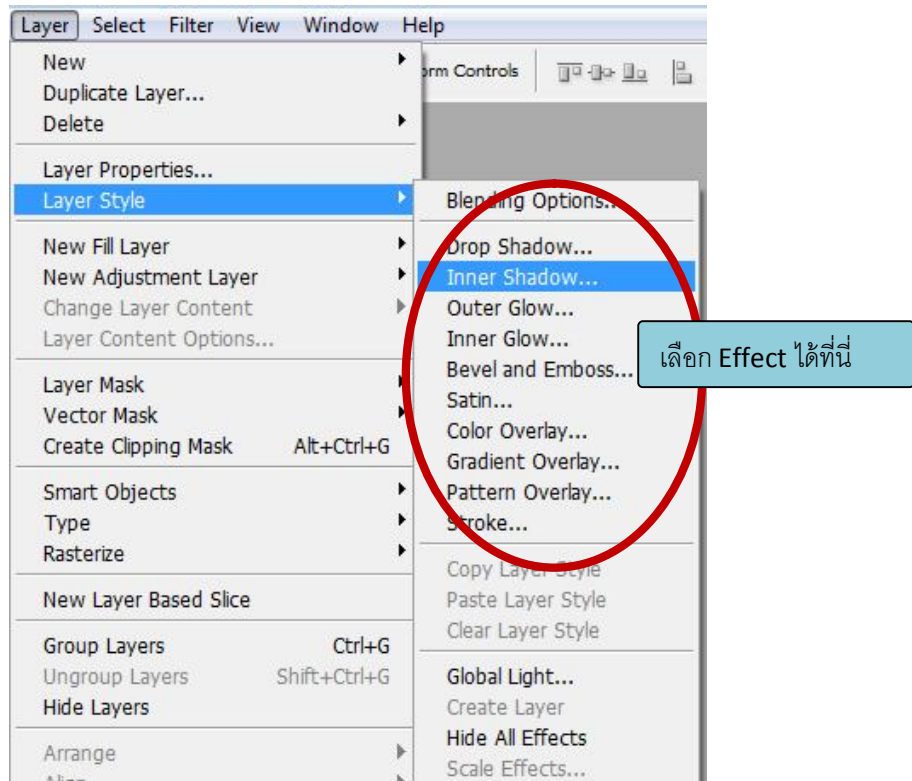 Layer Select Filter View Window Help
New
Duplicate Layer...
Delete
Layer Properties...
Layer Style
New Fill Layer
New Adjustment Layer
Change Layer Content
Layer Content Options...
Layer Mask
Vector Mask
Create Clipping Mask Alt+Ctrl+G
Smart Objects
Type
Rasterize
New Layer Based Slice
Group Layers Ctrl+G
Ungroup Layers Shift+Ctrl+G
Hide Layers
Arrange
Align
Controls
Blending Options...
Drop Shadow...
Inner Shadow...
Outer Glow...
Inner Glow...
Bevel and Emboss...
Satin...
Color Overlay...
Gradient Overlay...
Pattern Overlay...
Stroke...
Copy Layer Style
Paste Layer Style
Clear Layer Style
Global Light...
Create Layer
Hide All Effects
Scale Effects...
เลือก Effect ได้ที่นี่